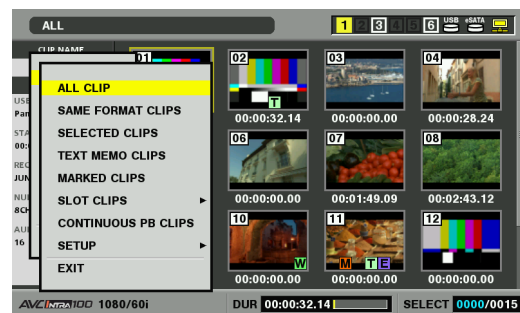 ALL
1 2 3 4 5 6 USB eSATA
CLIP NAME
01
02
T
00:00:32.14
03
00:00:00.00
04
00:00:28.24
ALL CLIP
SAME FORMAT CLIPS
SELECTED CLIPS
TEXT MEMO CLIPS
MARKED CLIPS
SLOT CLIPS
CONTINUOUS PB CLIPS
SETUP
EXIT
USE
Pan
STA
00:
REC
JUN
NU
8CH
AU
16
06
00:00:00.00
07
00:01:49.09
08
00:02:43.12
10
W
00:00:00.00
11
M T E
00:00:00.00
12
00:00:00.00
AVC INTRA 100 1080/60i
DUR 00:00:32.14
SELECT 0000/0015